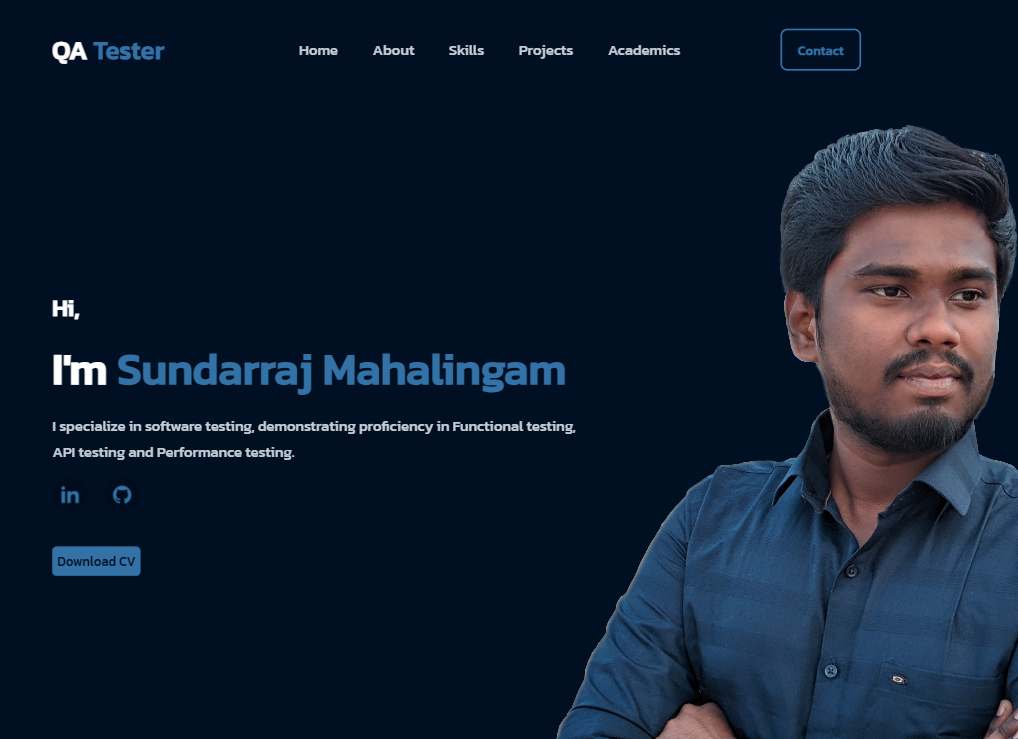 QA Tester
Home About Skills Projects Academics
Contact
Hi,
I'm Sundarraj Mahalingam
I specialize in software testing, demonstrating proficiency in Functional testing,
API testing and Performance testing.
in
Download CV